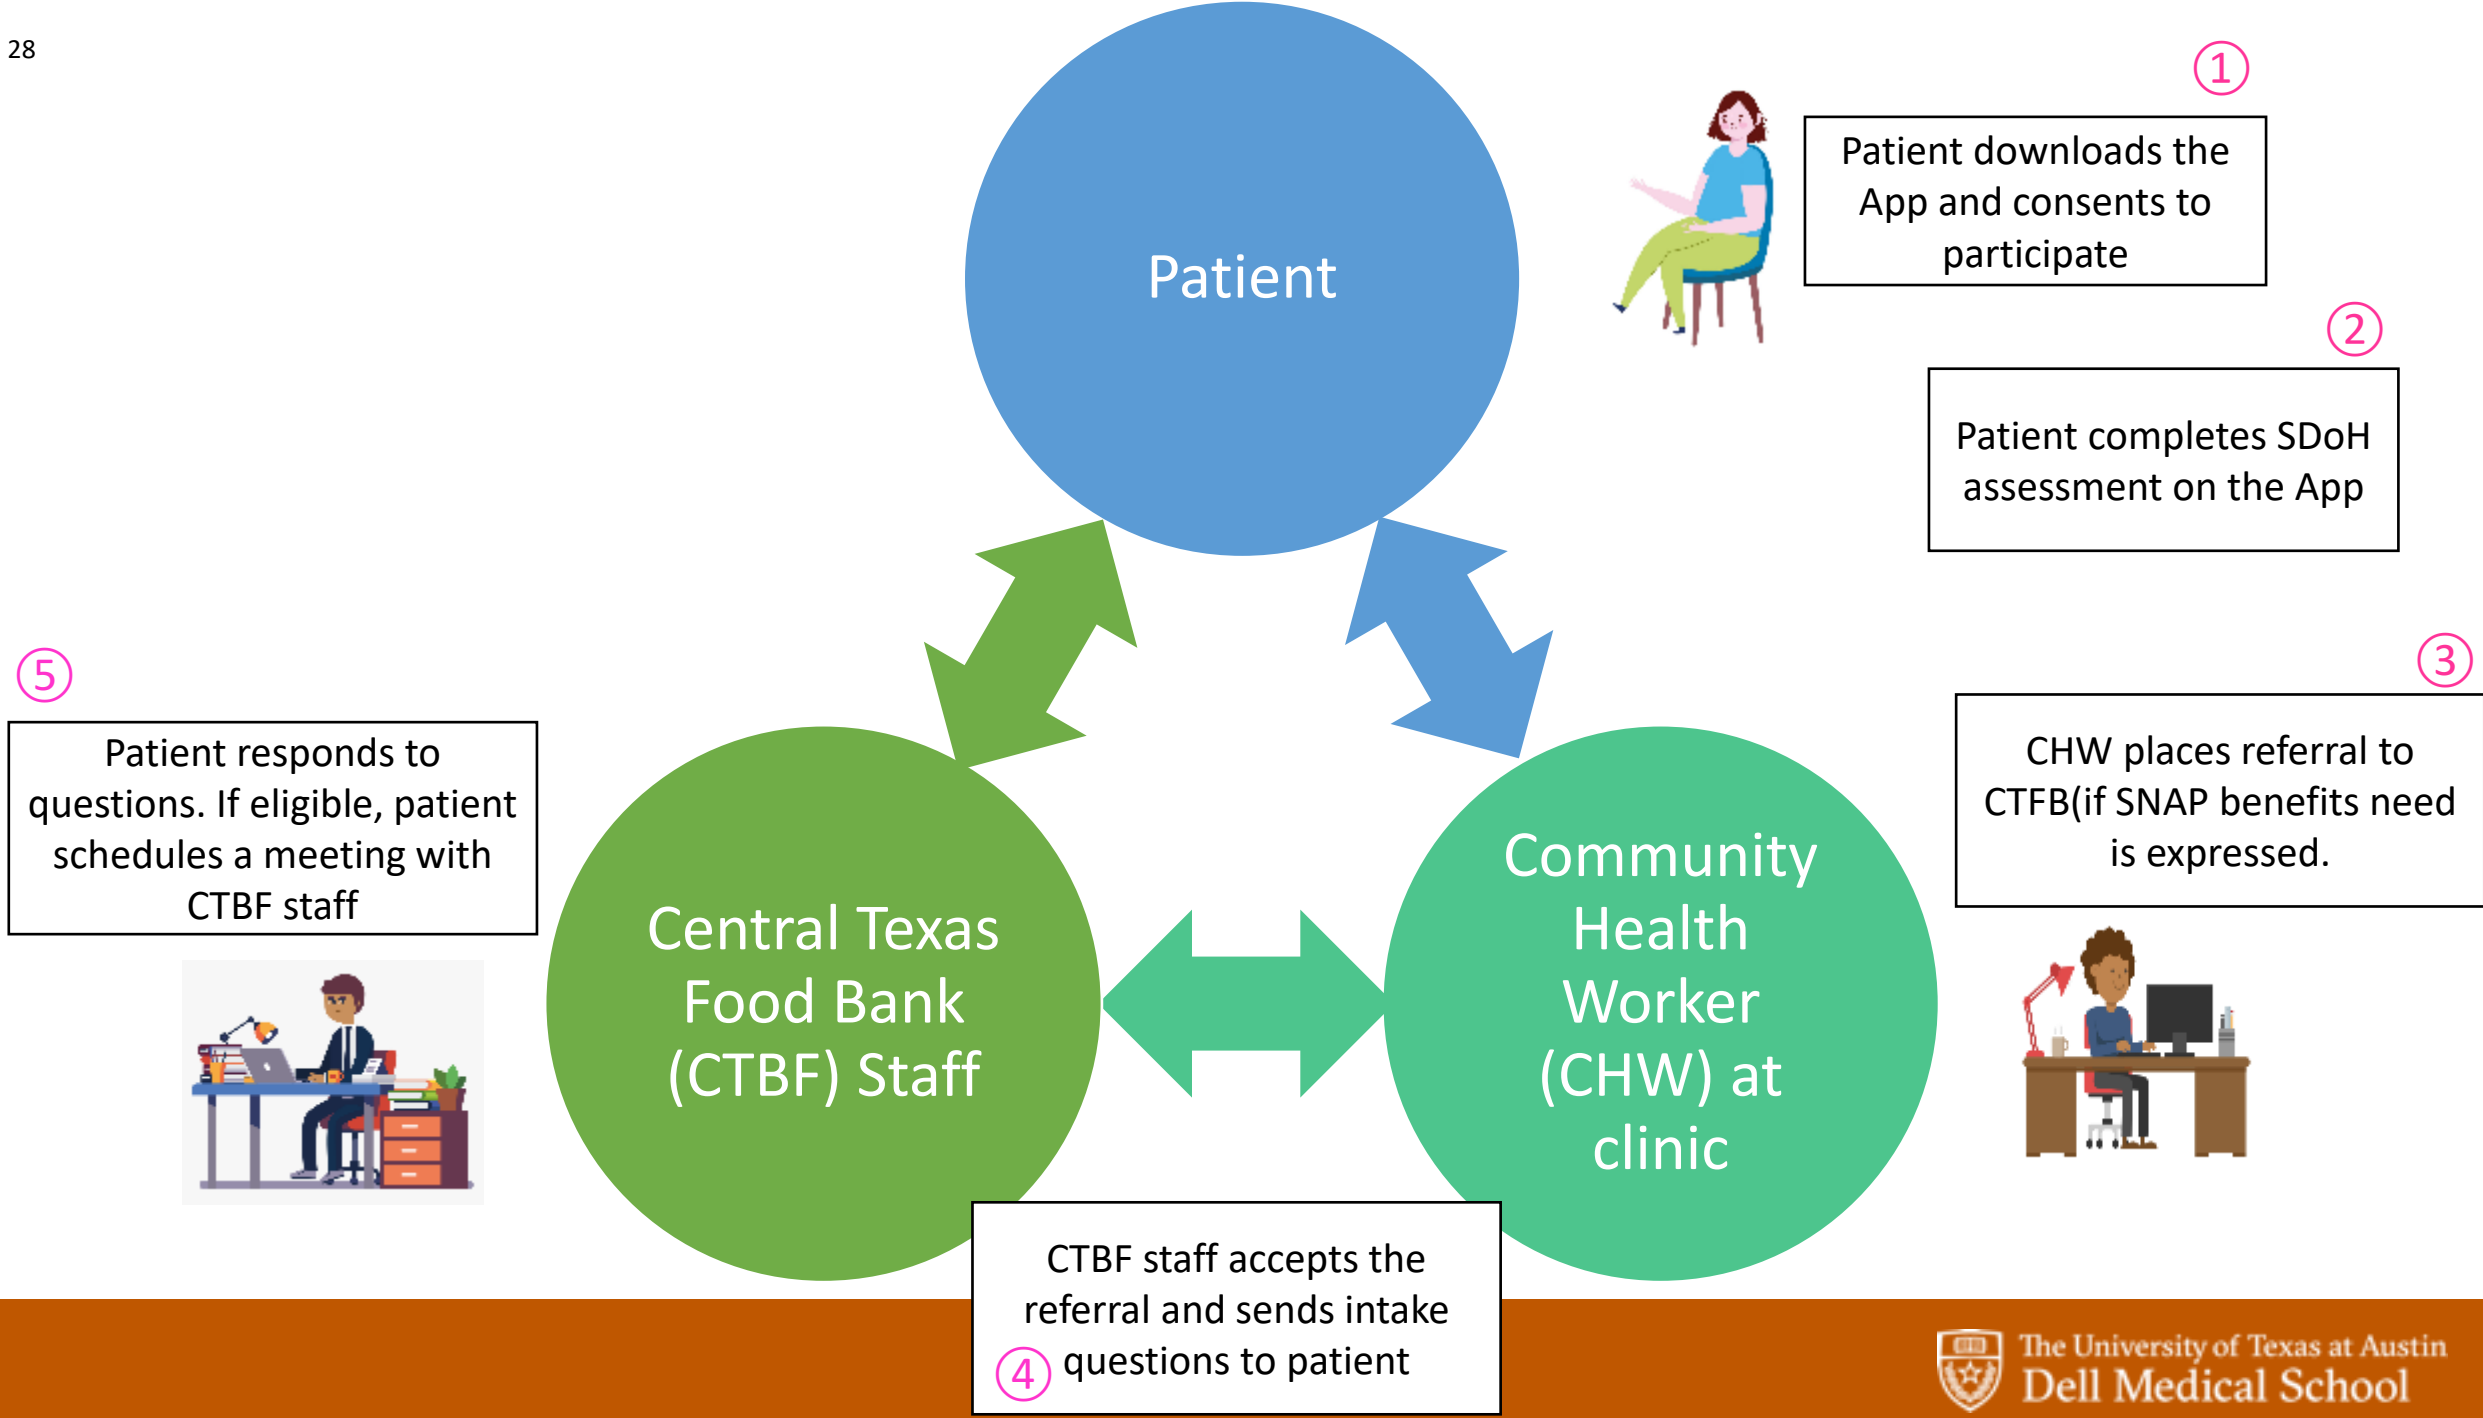 28
Patient
①
Patient downloads the
App and consents to
participate
②
Patient completes SDoH
assessment on the App
③
CHW places referral to
CTFB(if SNAP benefits need
is expressed.
Community
Health
Worker
(CHW) at
clinic
Central Texas
Food Bank
(CTBF) Staff
④
CTBF staff accepts the
referral and sends intake
questions to patient
⑤
Patient responds to
questions. If eligible, patient
schedules a meeting with
CTBF staff
The University of Texas at Austin
Dell Medical School